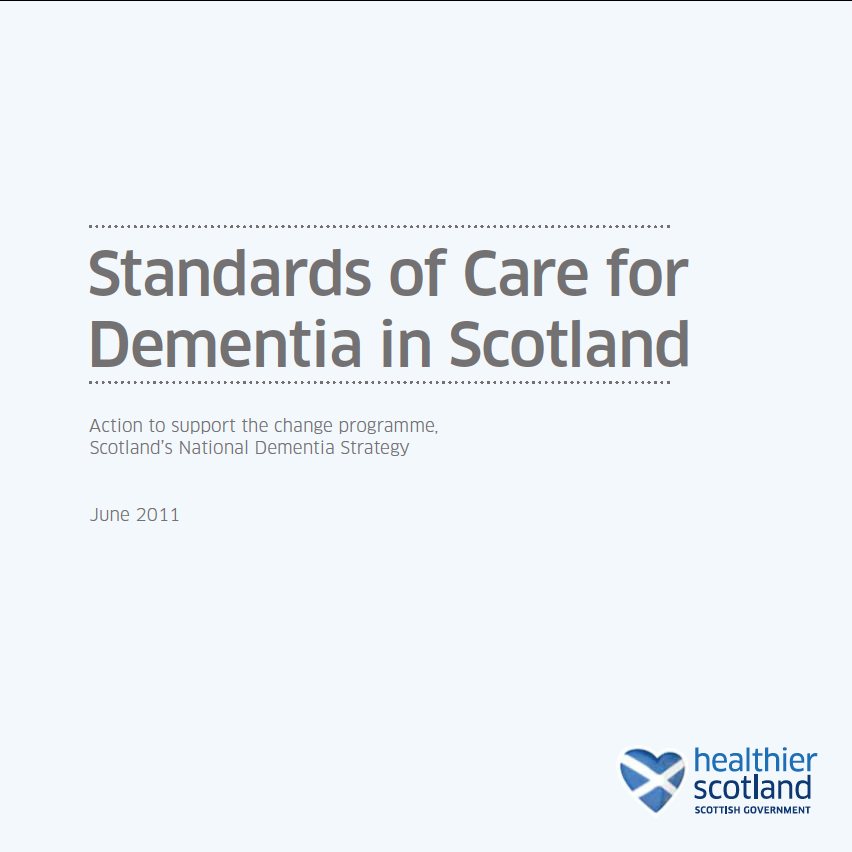 Standards of Care for
Dementia in Scotland
Action to support the change programme,
Scotland's National Dementia Strategy
June 2011
healthier
scotland
SCOTTISH GOVERNMENT